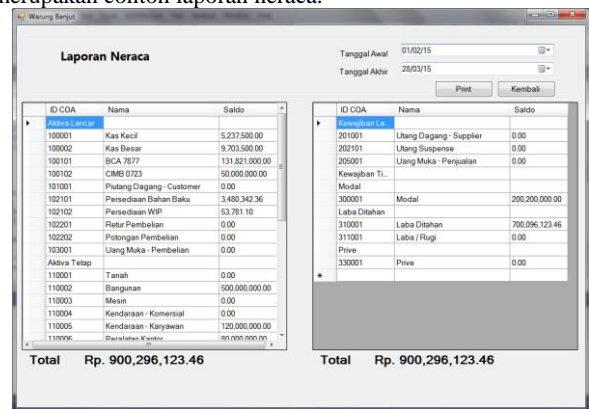 merupakan contoh laporan neraca.
Warung Benjut
Laporan Neraca
Tanggal Awal 01/02/15
Tanggal Akhir 28/03/15
Print Kembali
ID COA Nama Saldo
Aktiva Lancar
100001 Kas Kecil 5,237,500.00
100002 Kas Besar 9,703,500.00
100101 BCA 7877 131,821,000.00
100102 CIMB 0723 50,000,000.00
101001 Piutang Dagang - Customer 0.00
102101 Persediaan Bahan Baku 3,480,342.36
102102 Persediaan WIP 53,781.10
102201 Retur Pembelian 0.00
102202 Potongan Pembelian 0.00
103001 Uang Muka - Pembelian 0.00
Aktiva Tetap
110001 Tanah 0.00
110002 Bangunan 500,000,000.00
110003 Mesin 0.00
110004 Kendaraan - Komersial 0.00
110005 Kendaraan - Karyawan 120,000,000.00
110006 Peralatan Kantor 80,000,000.00
Total Rp. 900,296,123.46
ID COA Nama Saldo
Kewajiban La...
201001 Utang Dagang - Supplier 0.00
202101 Utang Suspense 0.00
205001 Uang Muka - Penjualan 0.00
Kewajiban Ti...
Modal
300001 Modal 200,200,000.00
Laba Ditahan
310001 Laba Ditahan 700,096,123.46
311001 Laba / Rugi 0.00
Prive
330001 Prive 0.00
Total Rp. 900,296,123.46